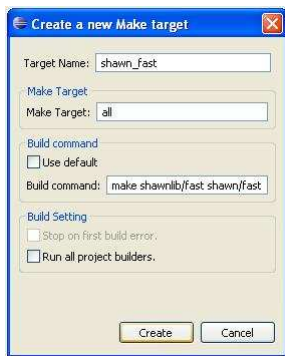 Create a new Make target
Target Name: shawn_fast
Make Target
Make Target: all
Build command
Use default
Build command: make shawnlib/fast shawn/fast
Build Setting
Stop on first build error.
Run all project builders.
Create Cancel